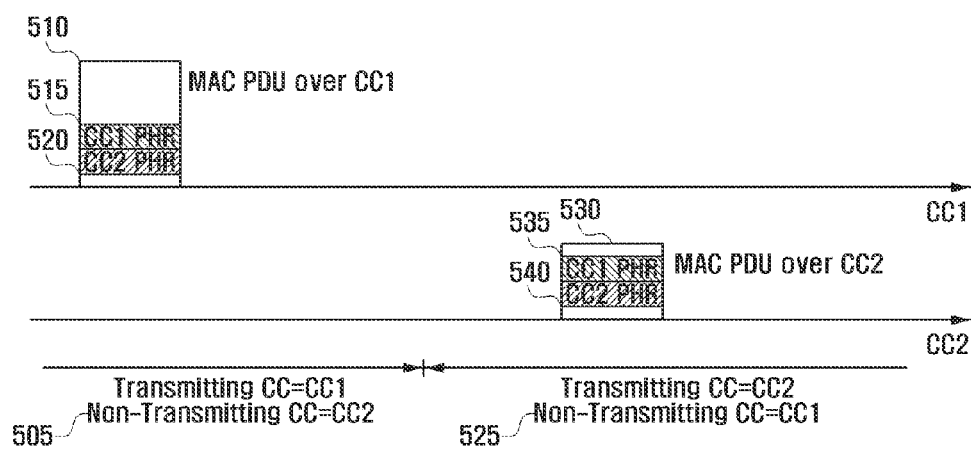 510
MAC PDU over CC1
515
CC1 PHR
520
CC2 PHR
CC1
530
535
CC1 PHR
MAC PDU over CC2
540
CC2 PHR
CC2
Transmitting CC=CC1
Non-Transmitting CC=CC2
505
Transmitting CC=CC2
Non-Transmitting CC=CC1
525